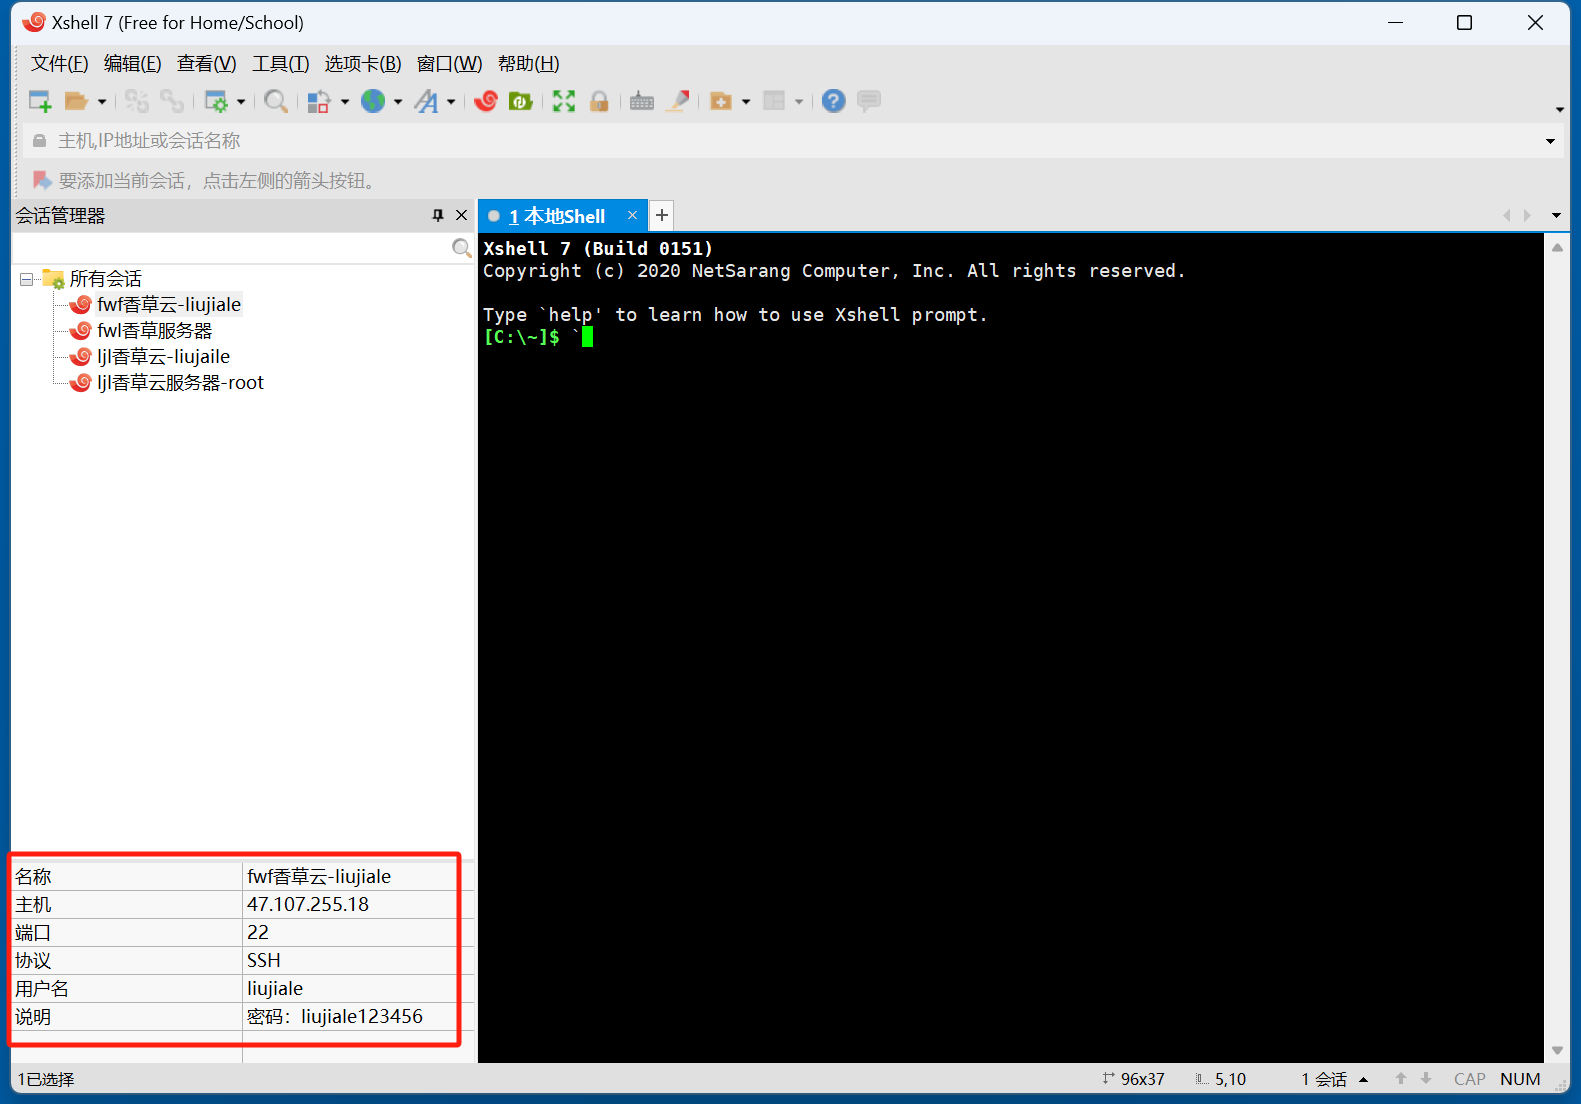 Xshell 7 (Free for Home/School)
文件(F) 编辑(E) 查看(V) 工具(T) 选项卡(B) 窗口(W) 帮助(H)
主机,IP地址或会话名称
要添加当前会话，点击左侧的箭头按钮。
会话管理器
1 本地Shell
所有会话
fwf香草云-liujiale
fwl香草服务器
ljl香草云-liujaile
ljl香草云服务器-root
Xshell 7 (Build 0151)
Copyright (c) 2020 NetSarang Computer, Inc. All rights reserved.
Type `help' to learn how to use Xshell prompt.
[C:\~]$ `
名称 fwf香草云-liujiale
主机 47.107.255.18
端口 22
协议 SSH
用户名 liujiale
说明 密码：liujiale123456
1已选择 96x37 5,10 1 会话 CAP NUM